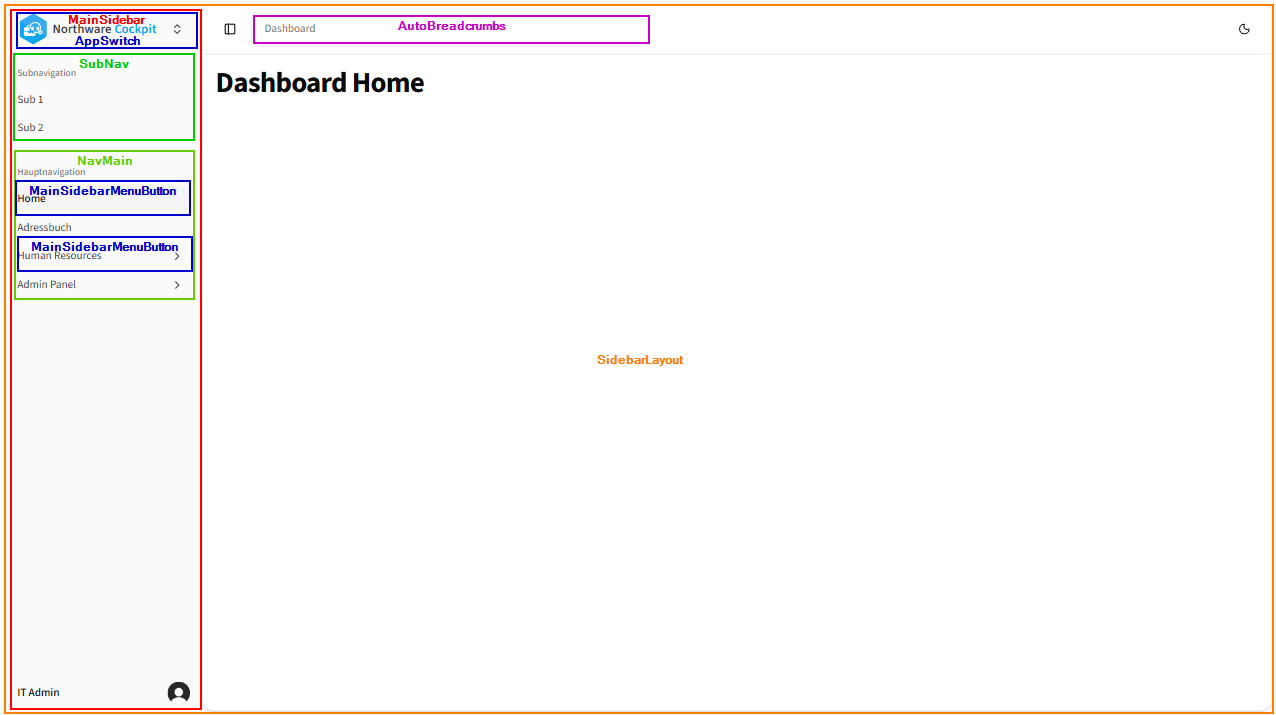 MainSidebar
Northware Cockpit
AppSwitch
SubNav
Subnavigation
Sub 1
Sub 2
NavMain
Hauptnavigation
MainSidebarMenuButton
Home
Adressbuch
MainSidebarMenuButton
Human Resources
Admin Panel
IT Admin
Dashboard
AutoBreadcrumbs
Dashboard Home
SidebarLayout